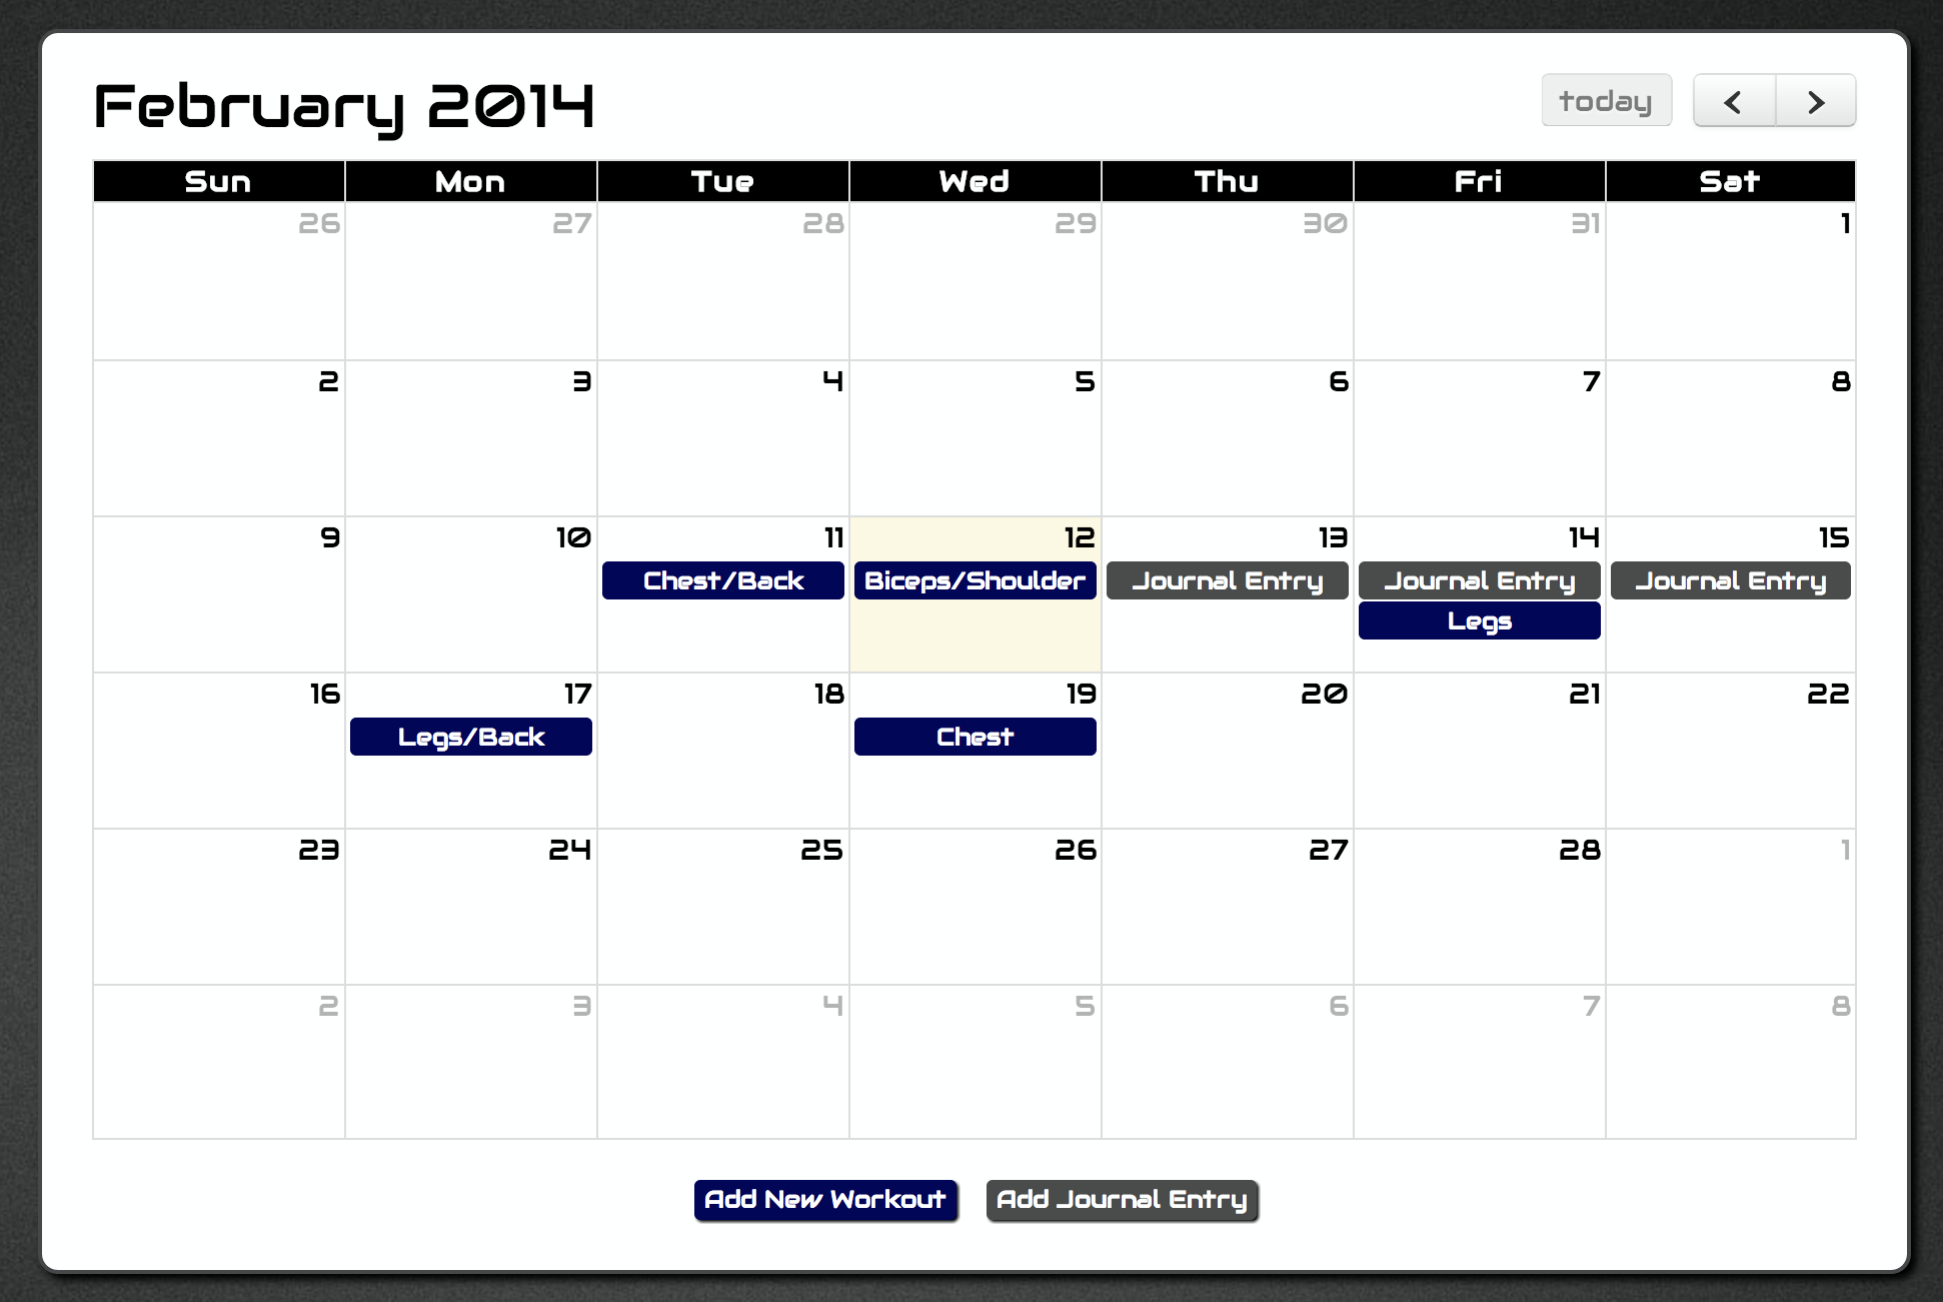 February 2014 today
Sun Mon Tue Wed Thu Fri Sat
26 27 28 29 30 31 1
2 3 4 5 6 7 8
9 10 11 12 13 14 15
Chest/Back Biceps/Shoulder Journal Entry Journal Entry Journal Entry
Legs
16 17 18 19 20 21 22
Legs/Back Chest
23 24 25 26 27 28 1
2 3 4 5 6 7 8
Add New Workout Add Journal Entry